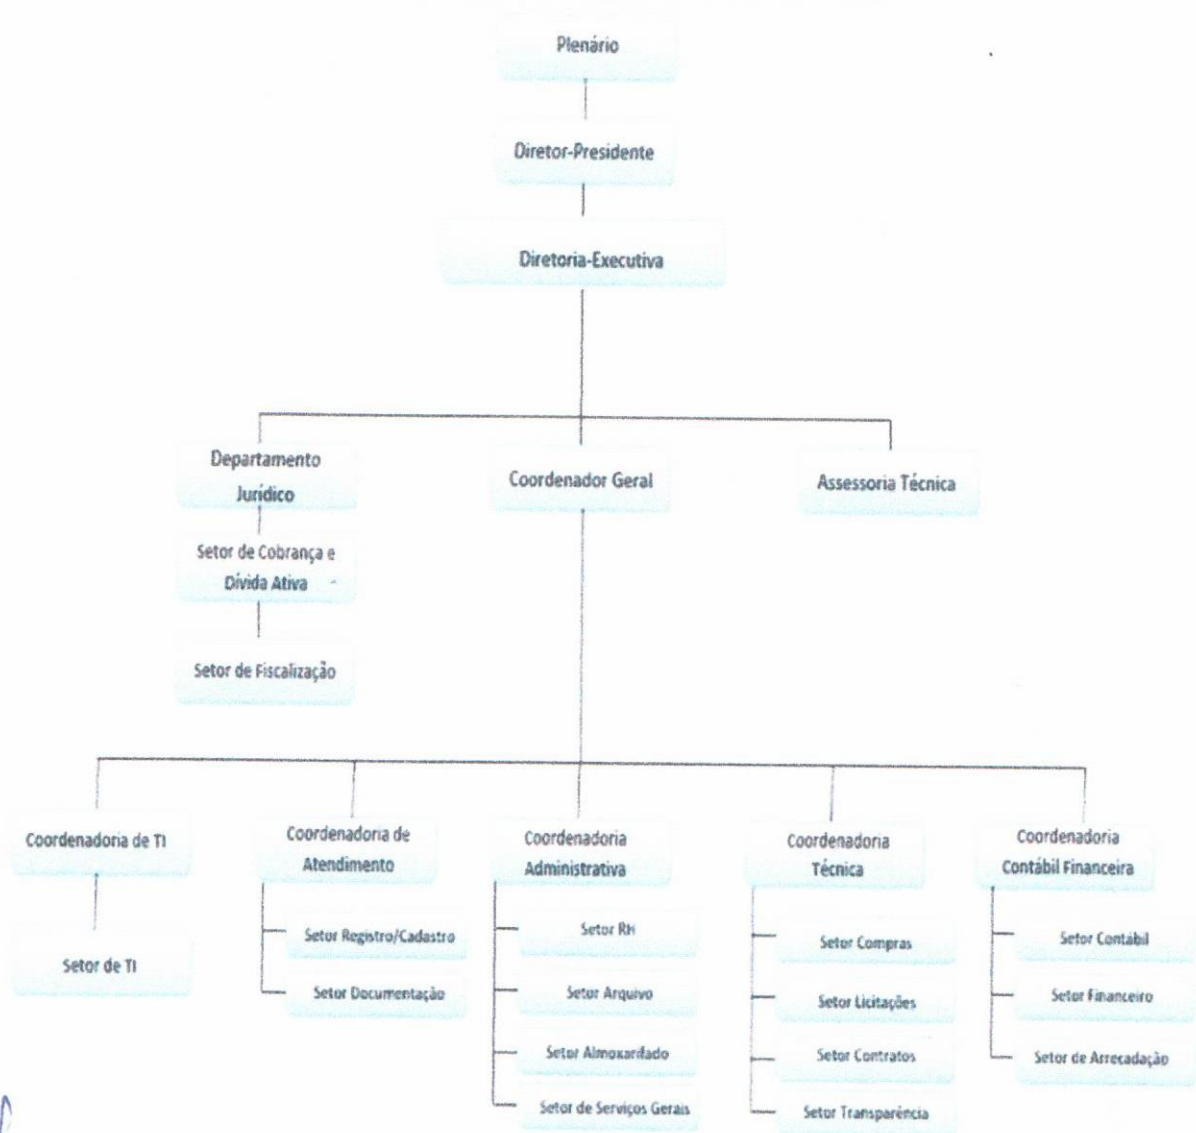 Plenário
Diretor-Presidente
Diretoria-Executiva
Departamento
Jurídico
Coordenador Geral
Assessoria Técnica
Setor de Cobrança e
Dívida Ativa
Setor de Fiscalização
Coordenadoria de TI
Setor de TI
Coordenadoria de
Atendimento
Setor Registro/Cadastro
Setor Documentação
Coordenadoria
Administrativa
Setor RH
Setor Arquivo
Setor Almoxarifado
Setor de Serviços Gerais
Coordenadoria
Técnica
Setor Compras
Setor Licitações
Setor Contratos
Setor Transparência
Coordenadoria
Contábil Financeira
Setor Contábil
Setor Financeiro
Setor de Arrecadação